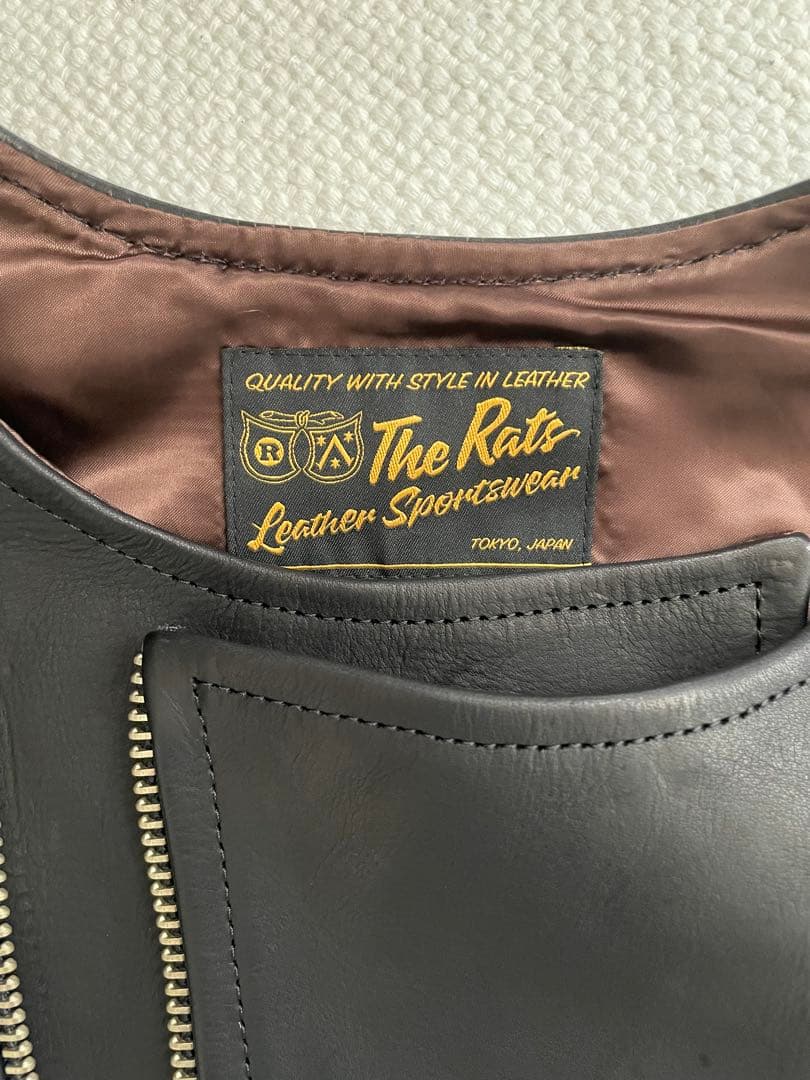 QUALITY WITH STYLE IN LEATHER
R
The Rats
Leather Sportswear
TOKYO, JAPAN